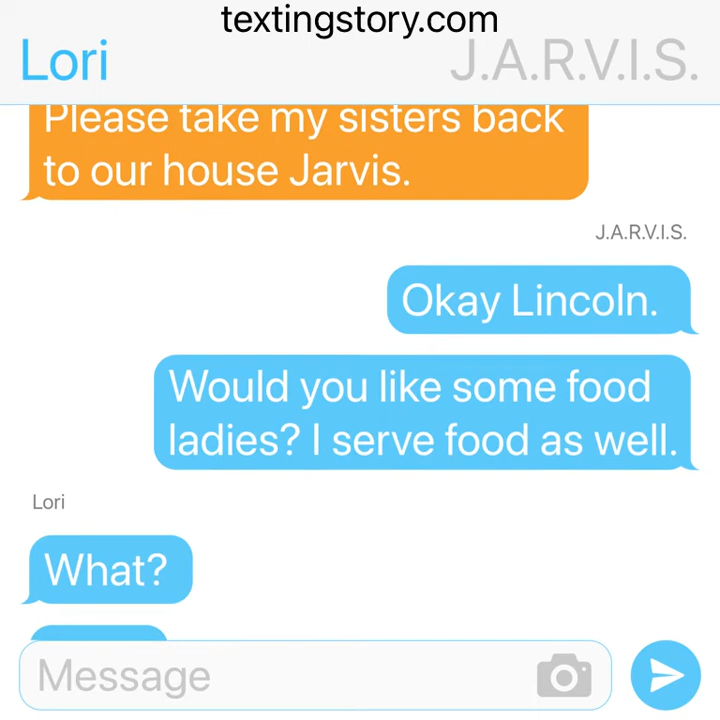 textingstory.com
Lori
J.A.R.V.I.S.
Please take my sisters back
to our house Jarvis.
J.A.R.V.I.S.
Okay Lincoln.
Would you like some food
ladies? I serve food as well.
Lori
What?
Message